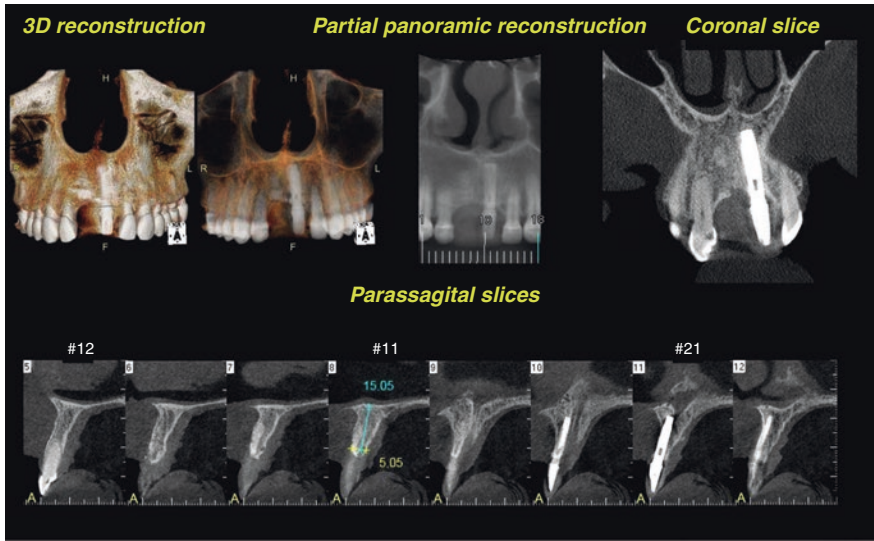 3D reconstruction
Partial panoramic reconstruction
Coronal slice
H
H
R
L
L
A
A
F
F
1
10
16
Parassagital slices
#12
#11
#21
5
6
7
8
9
10
11
12
15.05
5.05
A
A
A
A
A
A
A
A